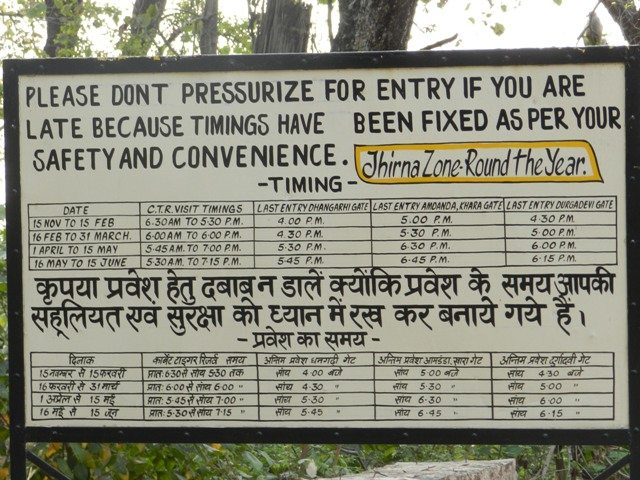 PLEASE DONT PRESSURIZE FOR ENTRY IF YOU ARE
LATE BECAUSE TIMINGS HAVE BEEN FIXED AS PER YOUR
SAFETY AND CONVENIENCE. Jhirna Zone-Round the Year.
-TIMING-
DATE C.T.R. VISIT TIMINGS LAST ENTRY DHANGARHI GATE LAST ENTRY AMDANDA, KHARA GATE LAST ENTRY DURGADEVI GATE
15 NOV TO 15 FEB 6.30 AM TO 5.30 P.M. 4.00 P.M. 5.00 P.M. 4.30 P.M.
16 FEB TO 31 MARCH. 6.00 AM TO 6.00 P.M. 4.30 P.M. 5.30 P.M. 5.00 P.M.
1 APRIL TO 15 MAY 5.45 AM. TO 7.00 P.M. 5.30 P.M. 6.30 P.M. 6.00 P.M.
16 MAY TO 15 JUNE 5.30 AM. TO 7.15 P.M. 5.45 P.M. 6.45 P.M. 6.15 P.M.
कृपया प्रवेश हेतु दबाब न डालें क्योंकि प्रवेश के समय आपकी
सहूलियत एवं सुरक्षा को ध्यान में रख कर बनाये गये हैं।
- प्रवेश का समय -
दिनांक कार्बेट टाइगर रिजर्व समय अन्तिम प्रवेश धनगढ़ी गेट अन्तिम प्रवेश आमडंडा, खारा गेट अन्तिम प्रवेश दुर्गादेवी गेट
15 नवम्बर से 15 फरवरी प्रातः 6:30 से सांय 5:30 तक सांय 4:00 बजे सांय 5:00 बजे सांय 4:30 बजे
16 फरवरी से 31 मार्च प्रातः 6:00 से सांय 6:00 " सांय 4:30 " सांय 5:30 " सांय 5:00 "
1 अप्रैल से 15 मई प्रातः 5.45 से सांय 7.00 " सांय 5.30 " सांय 6.30 " सांय 6.00 "
16 मई से 15 जून प्रातः 5.30 से सांय 7.15 " सांय 5.45 " सांय 6.45 " सांय 6.15 "